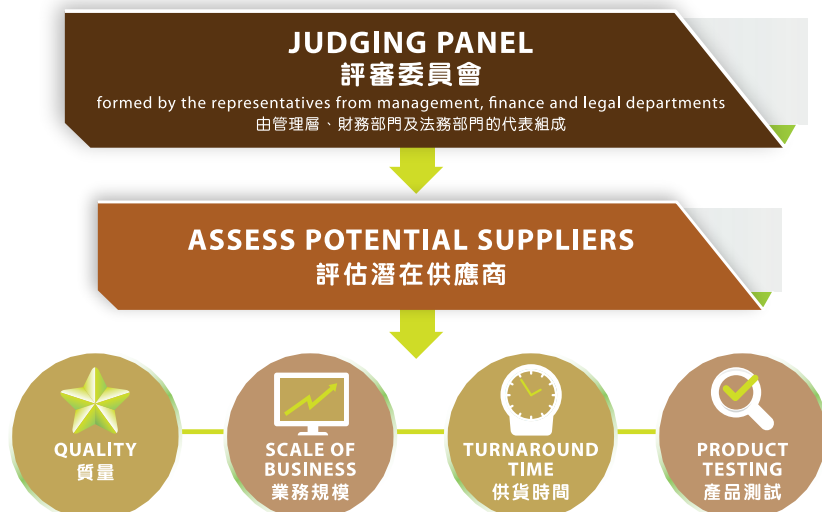 JUDGING PANEL
評審委員會
formed by the representatives from management, finance and legal departments
由管理層、財務部門及法務部門的代表組成
ASSESS POTENTIAL SUPPLIERS
評估潛在供應商
QUALITY
質量
SCALE OF
BUSINESS
業務規模
TURNAROUND
TIME
供貨時間
PRODUCT
TESTING
產品測試